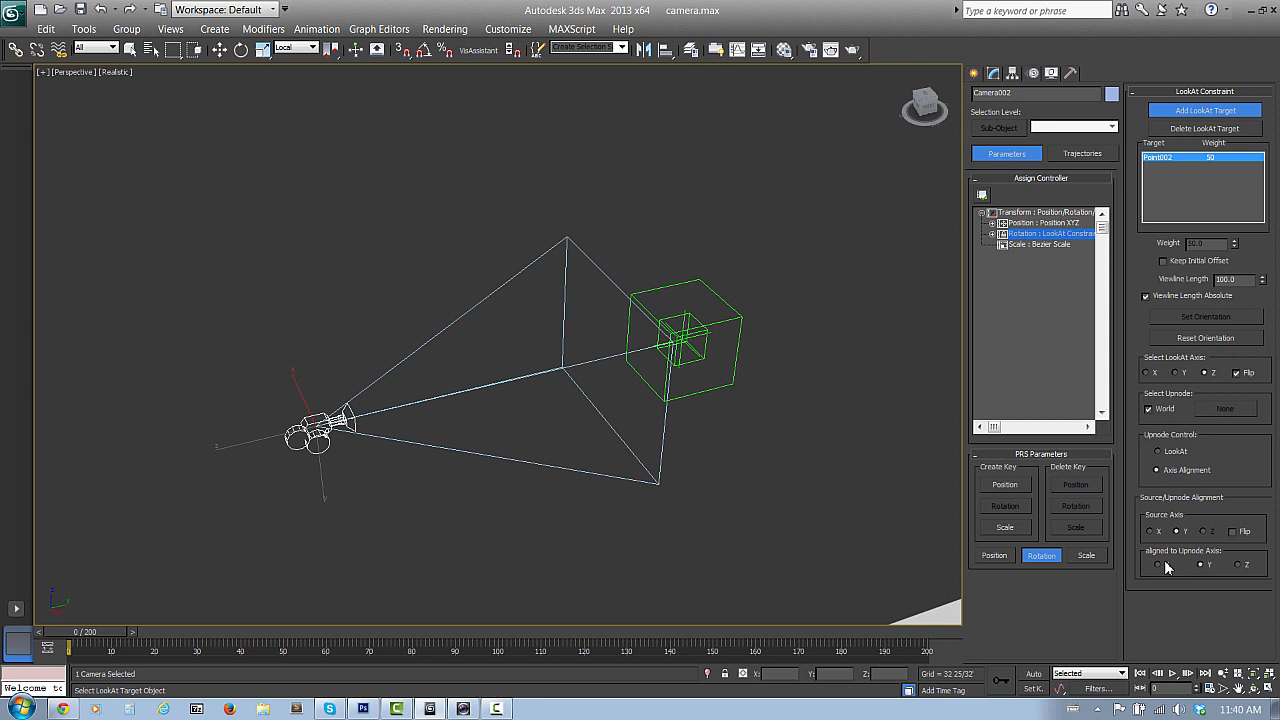 Workspace: Default
Autodesk 3ds Max 2013 x64 camera.max
Type a keyword or phrase
Edit Tools Group Views Create Modifiers Animation Graph Editors Rendering Customize MAXScript Help
All Local VisAssistant Create Selection S
[ + ] [Perspective ] [Realistic ]
Camera002
Selection Level:
Sub-Object
Parameters Trajectories
Assign Controller
Transform : Position/Rotation/
Position : Position XYZ
Rotation : LookAt Constrai
Scale : Bezier Scale
PRS Parameters
Create Key Delete Key
Position Position
Rotation Rotation
Scale Scale
Position Rotation Scale
LookAt Constraint
Add LookAt Target
Delete LookAt Target
Target Weight
Point002 50
Weight 50.0
Keep Initial Offset
Viewline Length 100.0
Viewline Length Absolute
Set Orientation
Reset Orientation
Select LookAt Axis:
X Y Z Flip
Select Upnode:
World None
Upnode Control:
LookAt
Axis Alignment
Source/Upnode Alignment
Source Axis
X Y Z Flip
aligned to Upnode Axis:
Y Z
0 / 200
0 10 20 30 40 50 60 70 80 90 100 110 120 130 140 150 160 170 180 190 200
1 Camera Selected
X: Y: Z: Grid = 32 25/32'
Auto Selected
Welcome to
Select LookAt Target Object
Add Time Tag
Set K. Filters... 0
11:40 AM